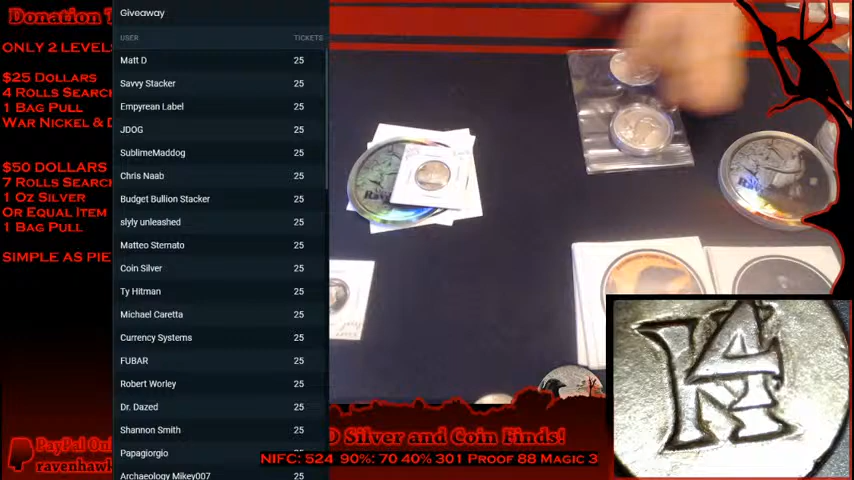 Donation T
ONLY 2 LEVELS
$25 DOLLARS
4 ROLLS SEARCH
1 BAG PULL
WAR NICKEL & D
$50 DOLLARS
7 ROLLS SEARC
1 OZ SILVER
OR EQUAL ITEM
1 BAG PULL
SIMPLE AS PIE
PayPal Onl
ravenhawk
Giveaway
USER TICKETS
Matt D 25
Savvy Stacker 25
Empyrean Label 25
JDOG 25
SublimeMaddog 25
Chris Naab 25
Budget Bullion Stacker 25
slyly unleashed 25
Matteo Stemato 25
Coin Silver 25
Ty Hitman 25
Michael Caretta 25
Currency Systems 25
FUBAR 25
Robert Worley 25
Dr. Dazed 25
Shannon Smith 25
Papagiorgio 25
Archaeology Mikey007 25
D Silver and Coin Finds!
NIFC: 524 90%: 70 40% 301 Proof 88 Magic 3